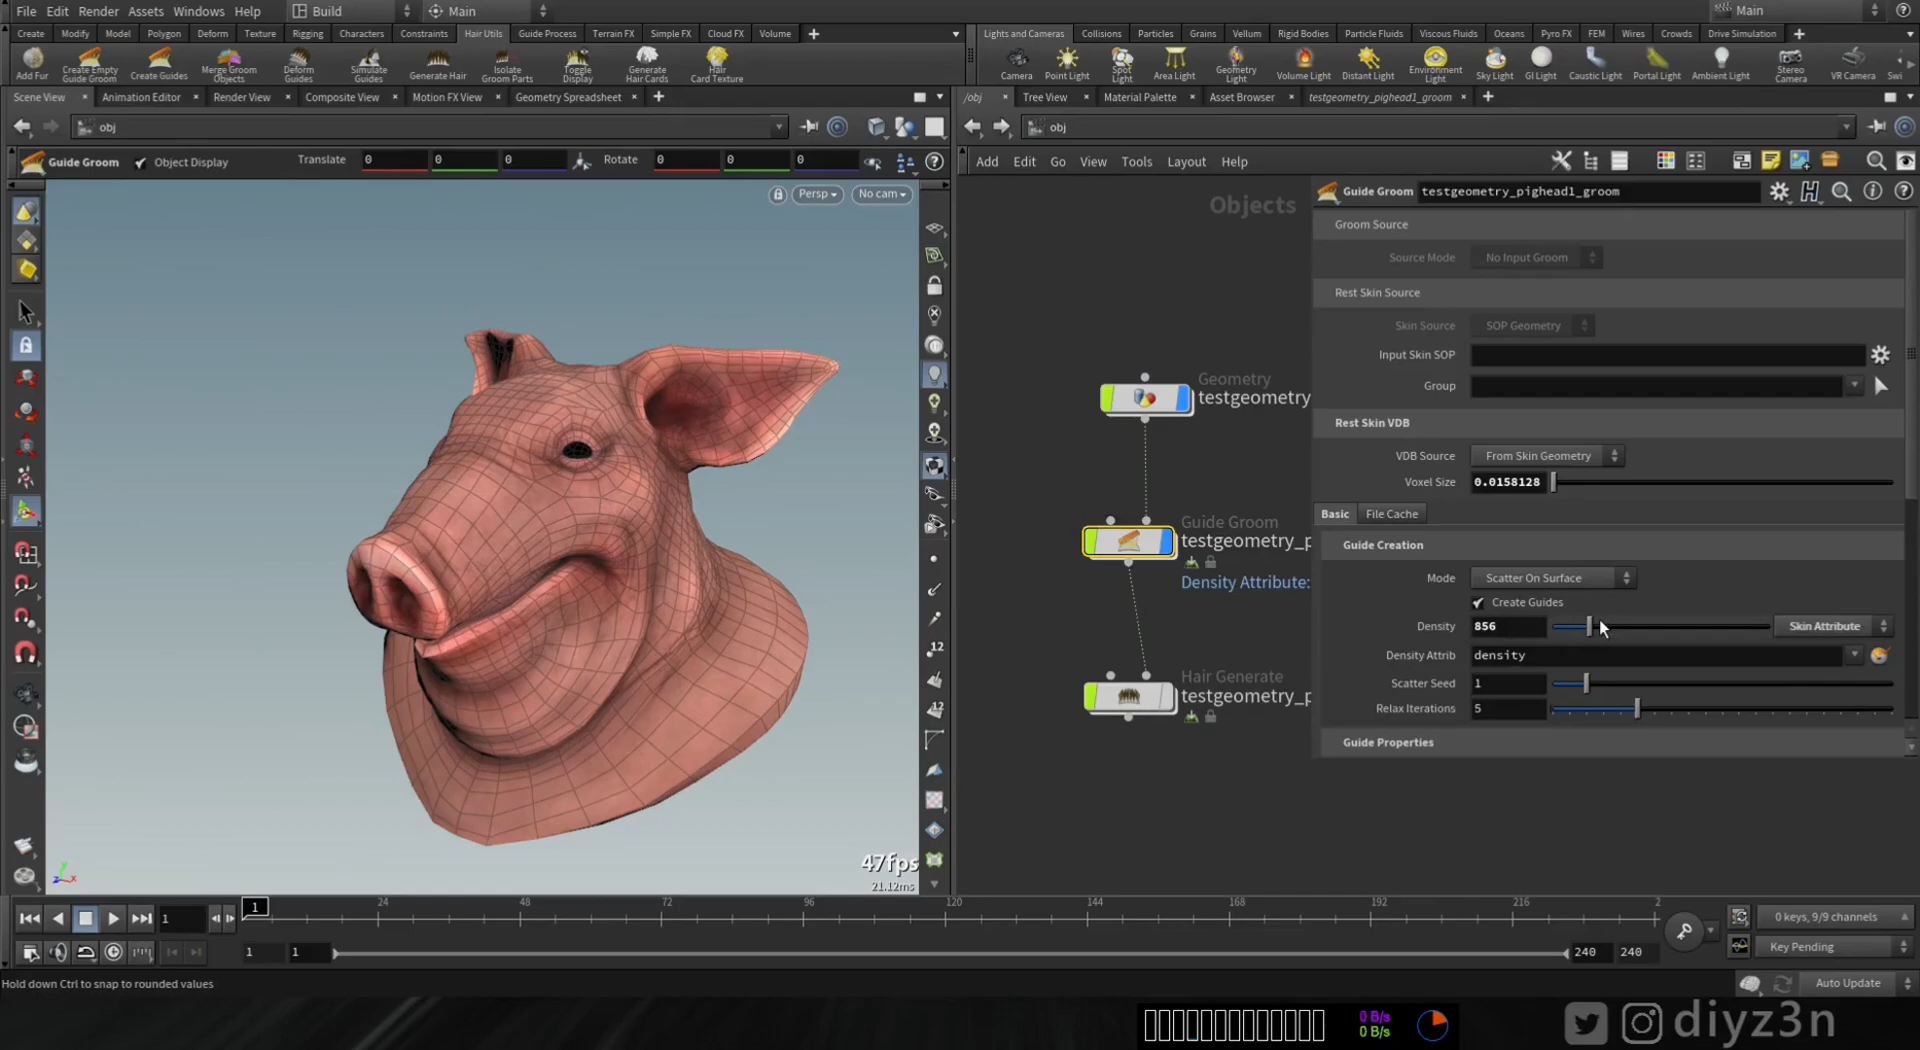 File Edit Render Assets Windows Help Build Main Main
Create Modify Model Polygon Deform Texture Rigging Characters Constraints Hair Utils Guide Process Terrain FX Simple FX Cloud FX Volume
Lights and Cameras Collisions Particles Grains Vellum Rigid Bodies Particle Fluids Viscous Fluids Oceans Pyro FX FEM Wires Crowds Drive Simulation
Add Fur Create Empty Guide Groom Create Guides Merge Groom Objects Deform Guides Simulate Guides Generate Hair Isolate Groom Parts Toggle Display Generate Hair Cards Hair Card Texture
Camera Point Light Spot Light Area Light Geometry Light Volume Light Distant Light Environment Light Sky Light GI Light Caustic Light Portal Light Ambient Light Stereo Camera VR Camera Swi
Scene View Animation Editor Render View Composite View Motion FX View Geometry Spreadsheet
/obj Tree View Material Palette Asset Browser testgeometry_pighead1_groom
obj
obj
Guide Groom Object Display Translate 0 0 0 Rotate 0 0 0
Add Edit Go View Tools Layout Help
Persp No cam
Objects
Guide Groom testgeometry_pighead1_groom
Groom Source
Source Mode No Input Groom
Rest Skin Source
Skin Source SOP Geometry
Input Skin SOP
Group
Rest Skin VDB
VDB Source From Skin Geometry
Voxel Size 0.0158128
Basic File Cache
Guide Creation
Mode Scatter On Surface
Create Guides
Density 856 Skin Attribute
Density Attrib density
Scatter Seed 1
Relax Iterations 5
Guide Properties
Geometry
testgeometry
Guide Groom
testgeometry_p
Density Attribute:
Hair Generate
testgeometry_p
12
12
47fps
21.12ms
1 1 24 48 72 96 120 144 168 192 216 2
0 keys, 9/9 channels
1 1 240 240
Key Pending
Hold down Ctrl to snap to rounded values
Auto Update
0 B/s
0 B/s
diyz3n